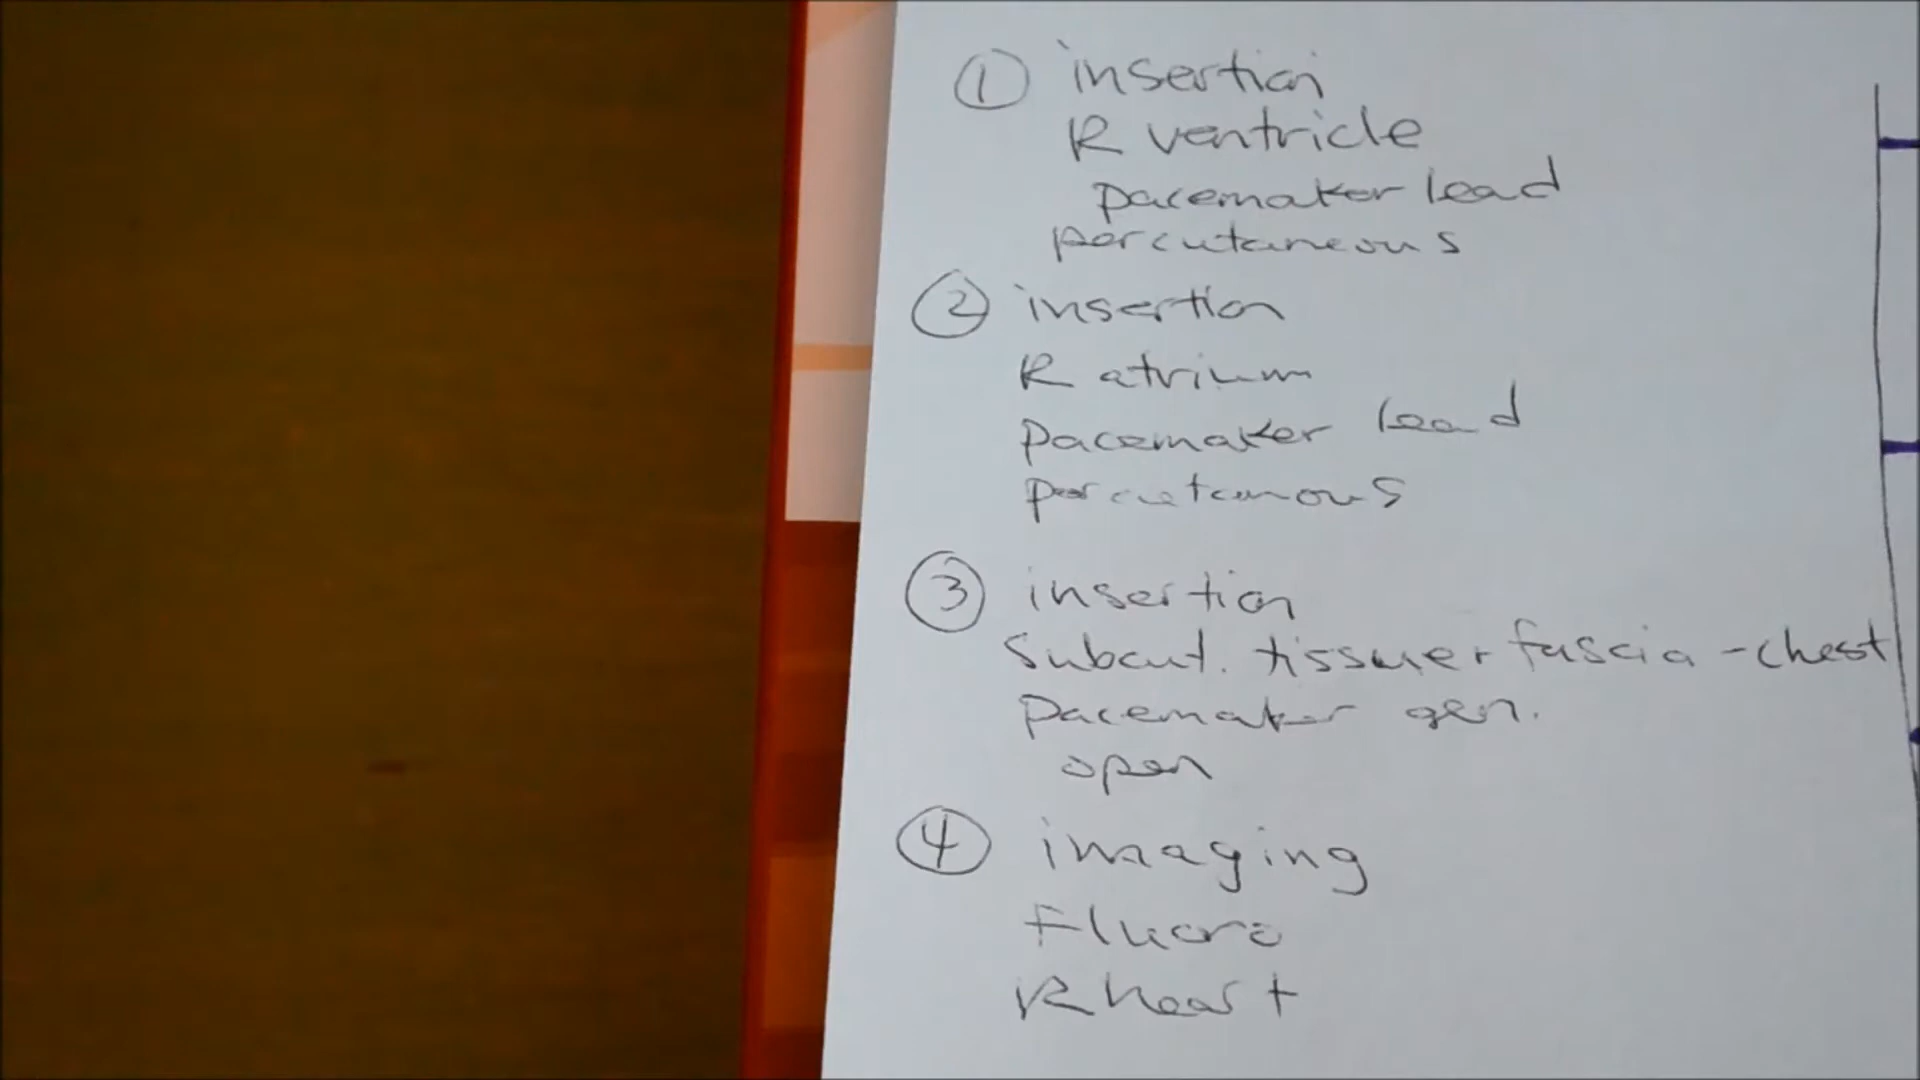 ① insertion
R ventricle
pacemaker lead
percutaneous
② insertion
R atrium
pacemaker lead
percutanous
③ insertion
Subcut. tissue + fascia - chest
pacemaker gen.
open
④ imaging
Fluoro
R heart